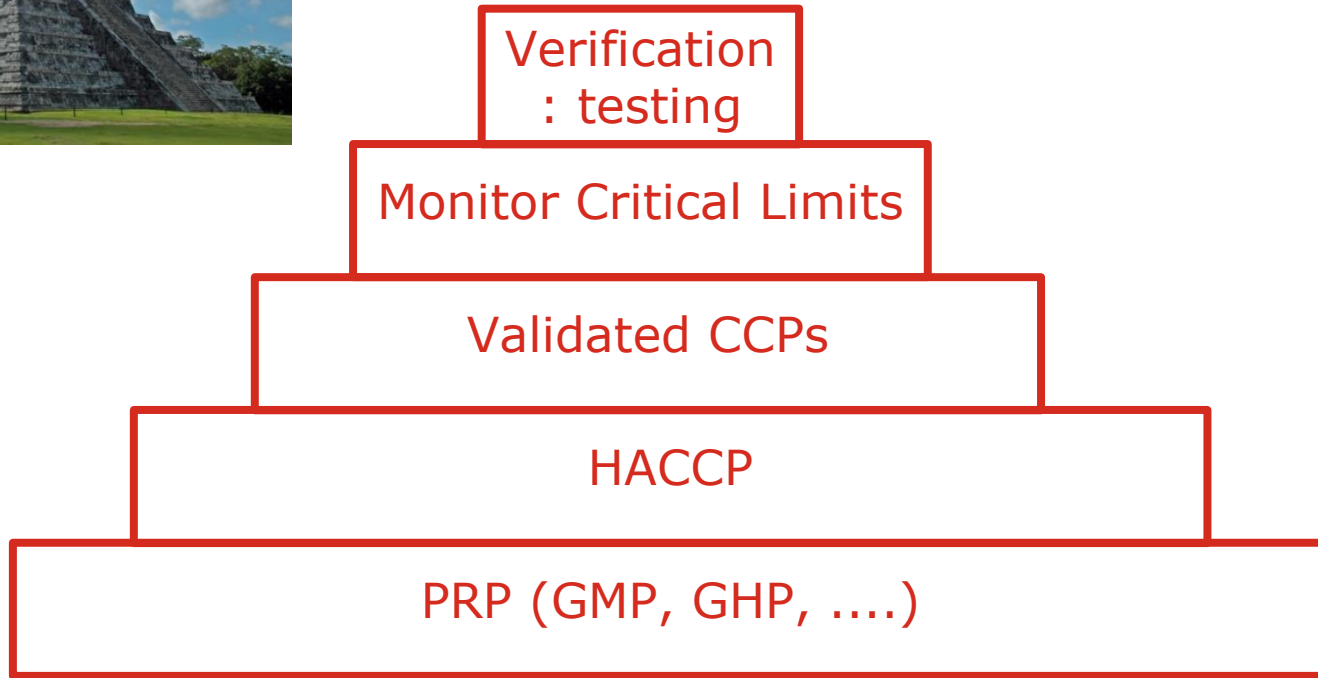 Verification
: testing
Monitor Critical Limits
Validated CCPs
HACCP
PRP (GMP, GHP, ....)